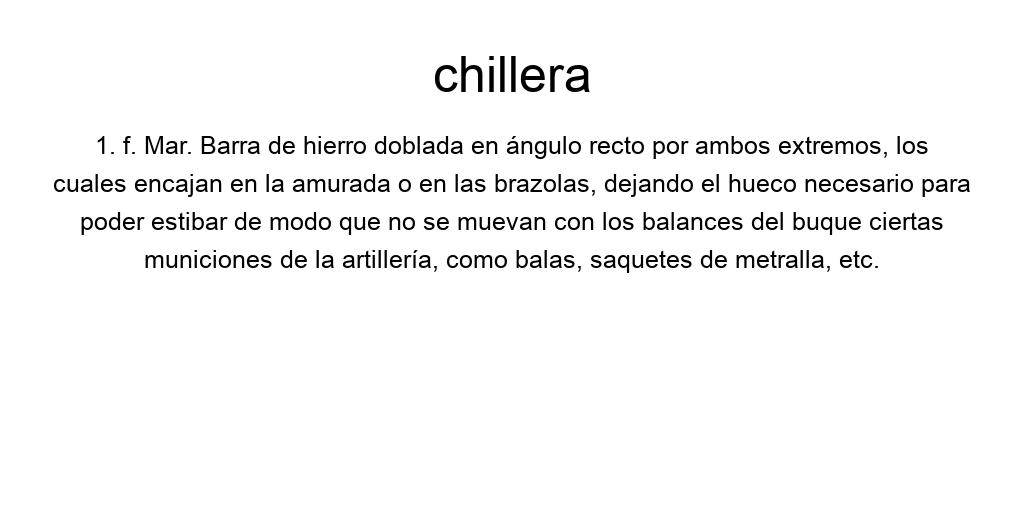 chillera
1. f. Mar. Barra de hierro doblada en ángulo recto por ambos extremos, los
cuales encajan en la amurada o en las brazolas, dejando el hueco necesario para
poder estibar de modo que no se muevan con los balances del buque ciertas
municiones de la artillería, como balas, saquetes de metralla, etc.